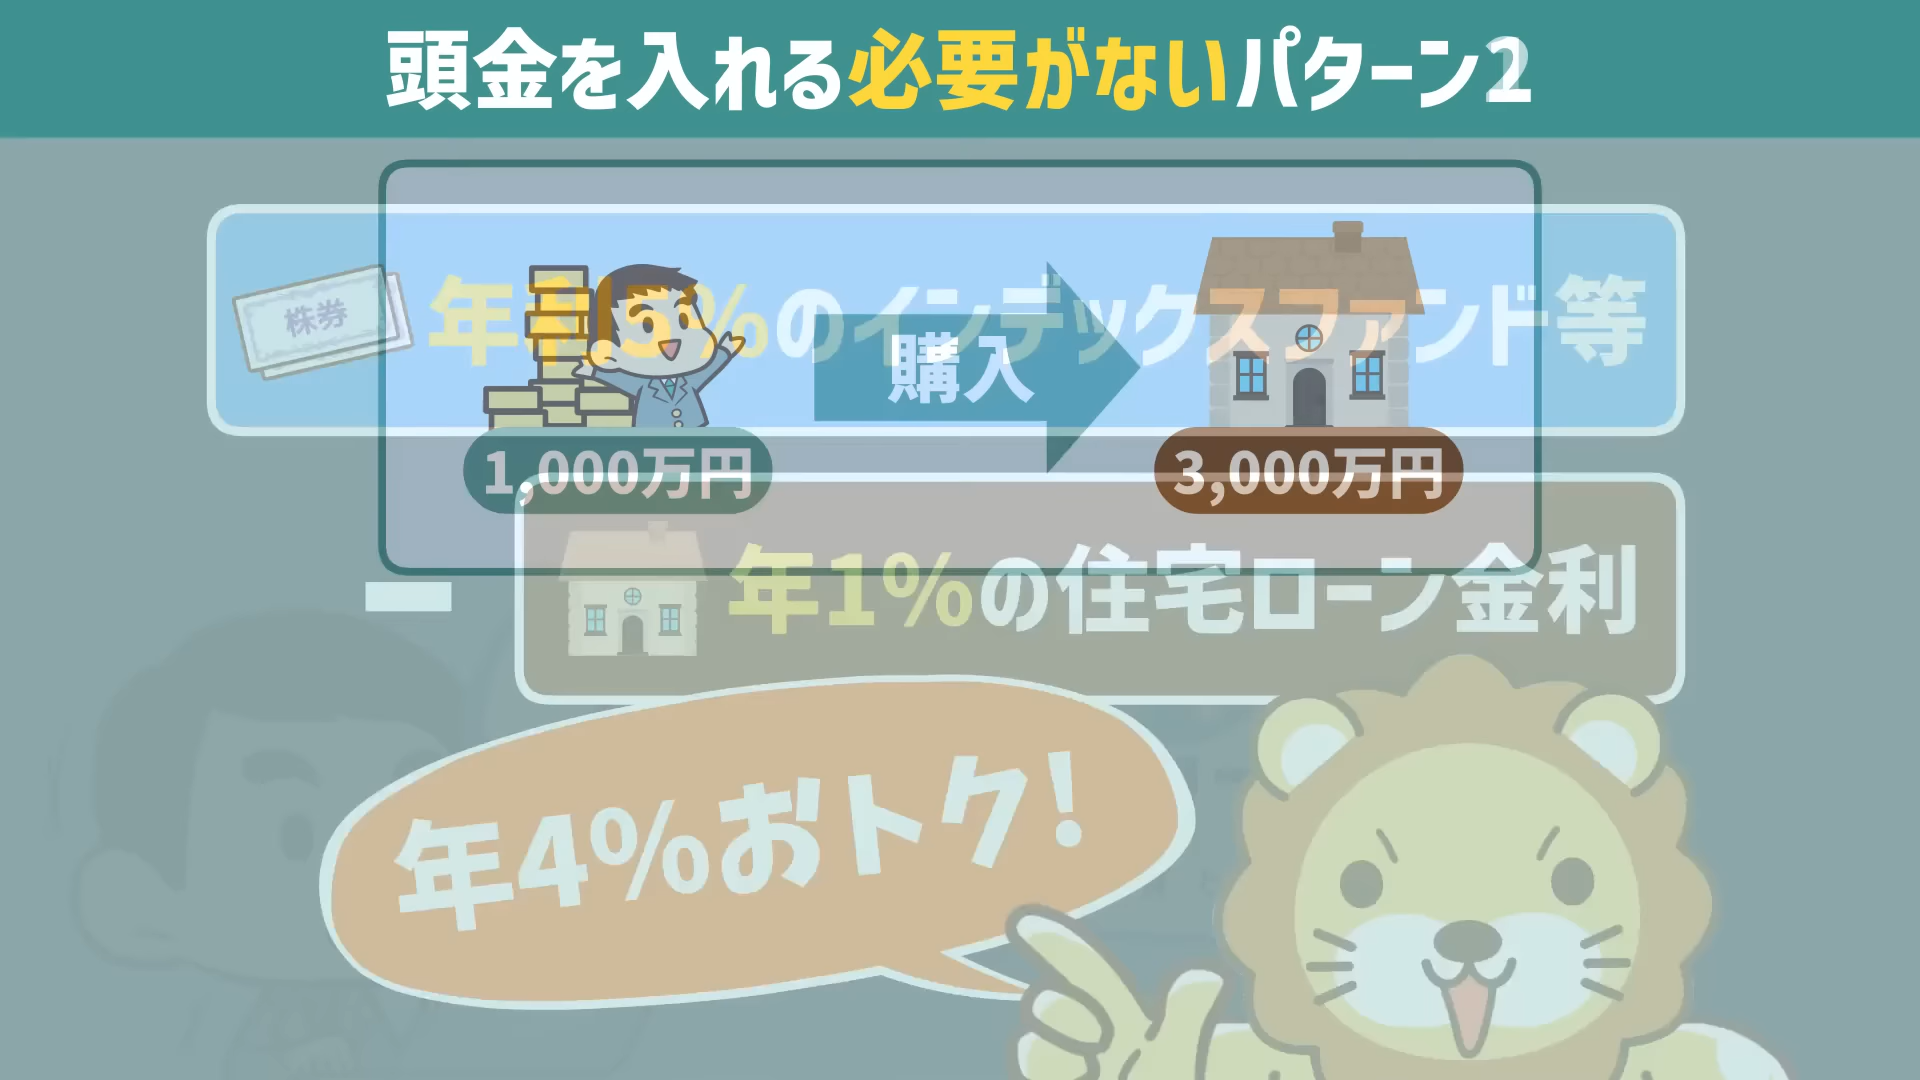 頭金を入れる必要がないパターン2
株券
年利5%のインデックスファンド等
購入
1,000万円
3,000万円
年1%の住宅ローン金利
年4%おトク!